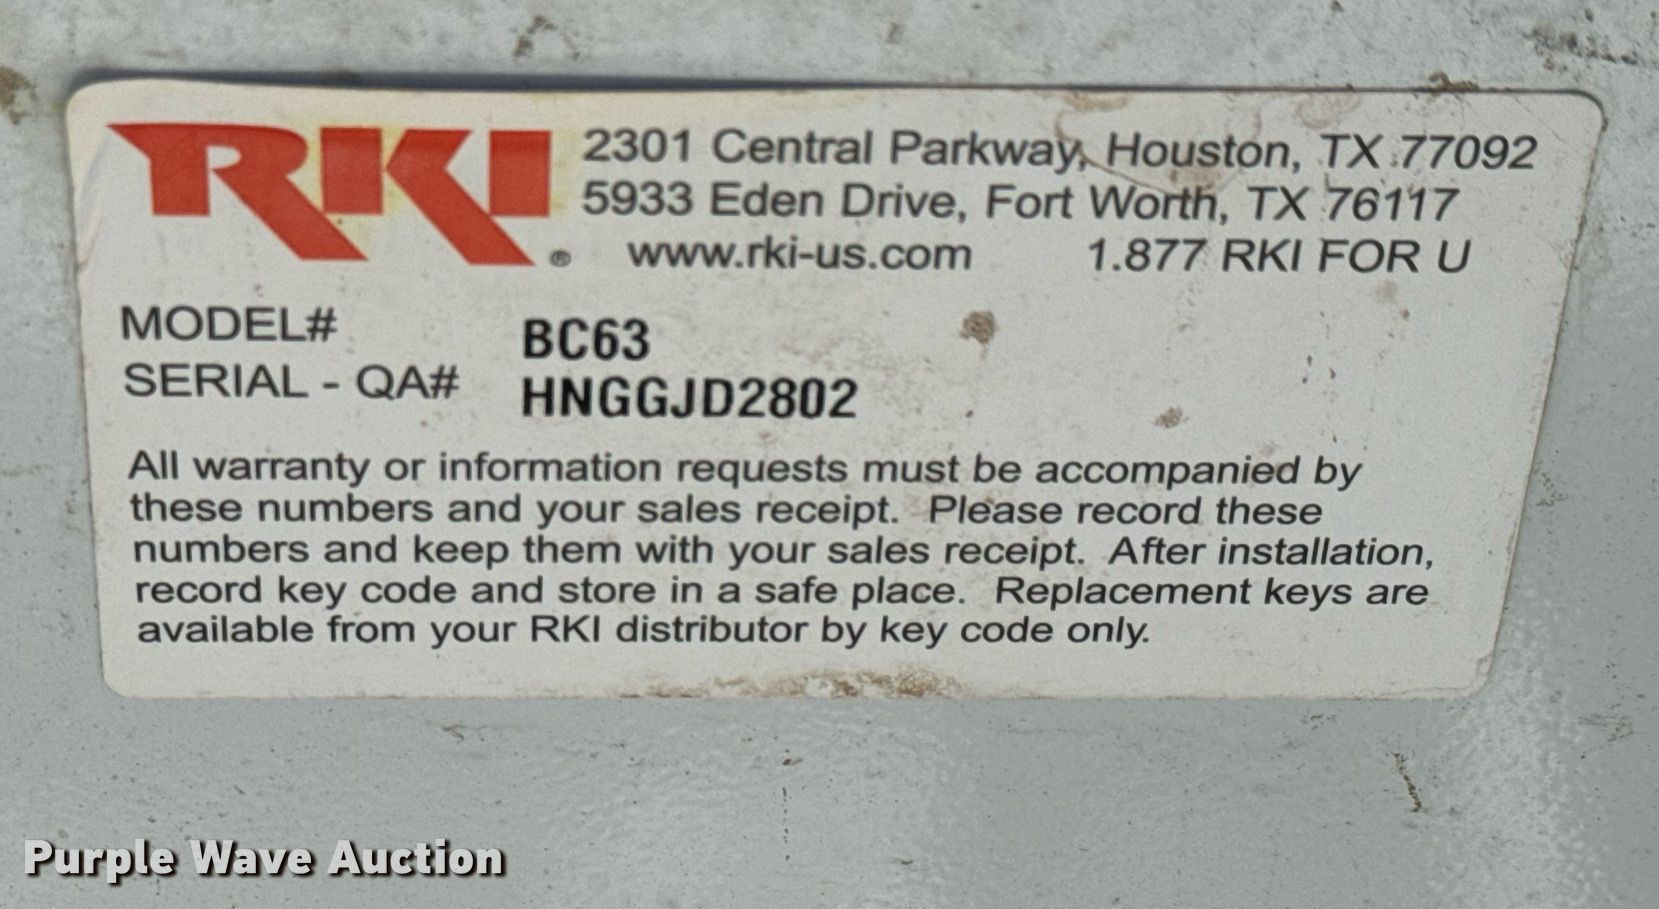 RKI® 2301 Central Parkway, Houston, TX 77092
5933 Eden Drive, Fort Worth, TX 76117
www.rki-us.com 1.877 RKI FOR U
MODEL# BC63
SERIAL - QA# HNGGJD2802
All warranty or information requests must be accompanied by
these numbers and your sales receipt. Please record these
numbers and keep them with your sales receipt. After installation,
record key code and store in a safe place. Replacement keys are
available from your RKI distributor by key code only.
Purple Wave Auction